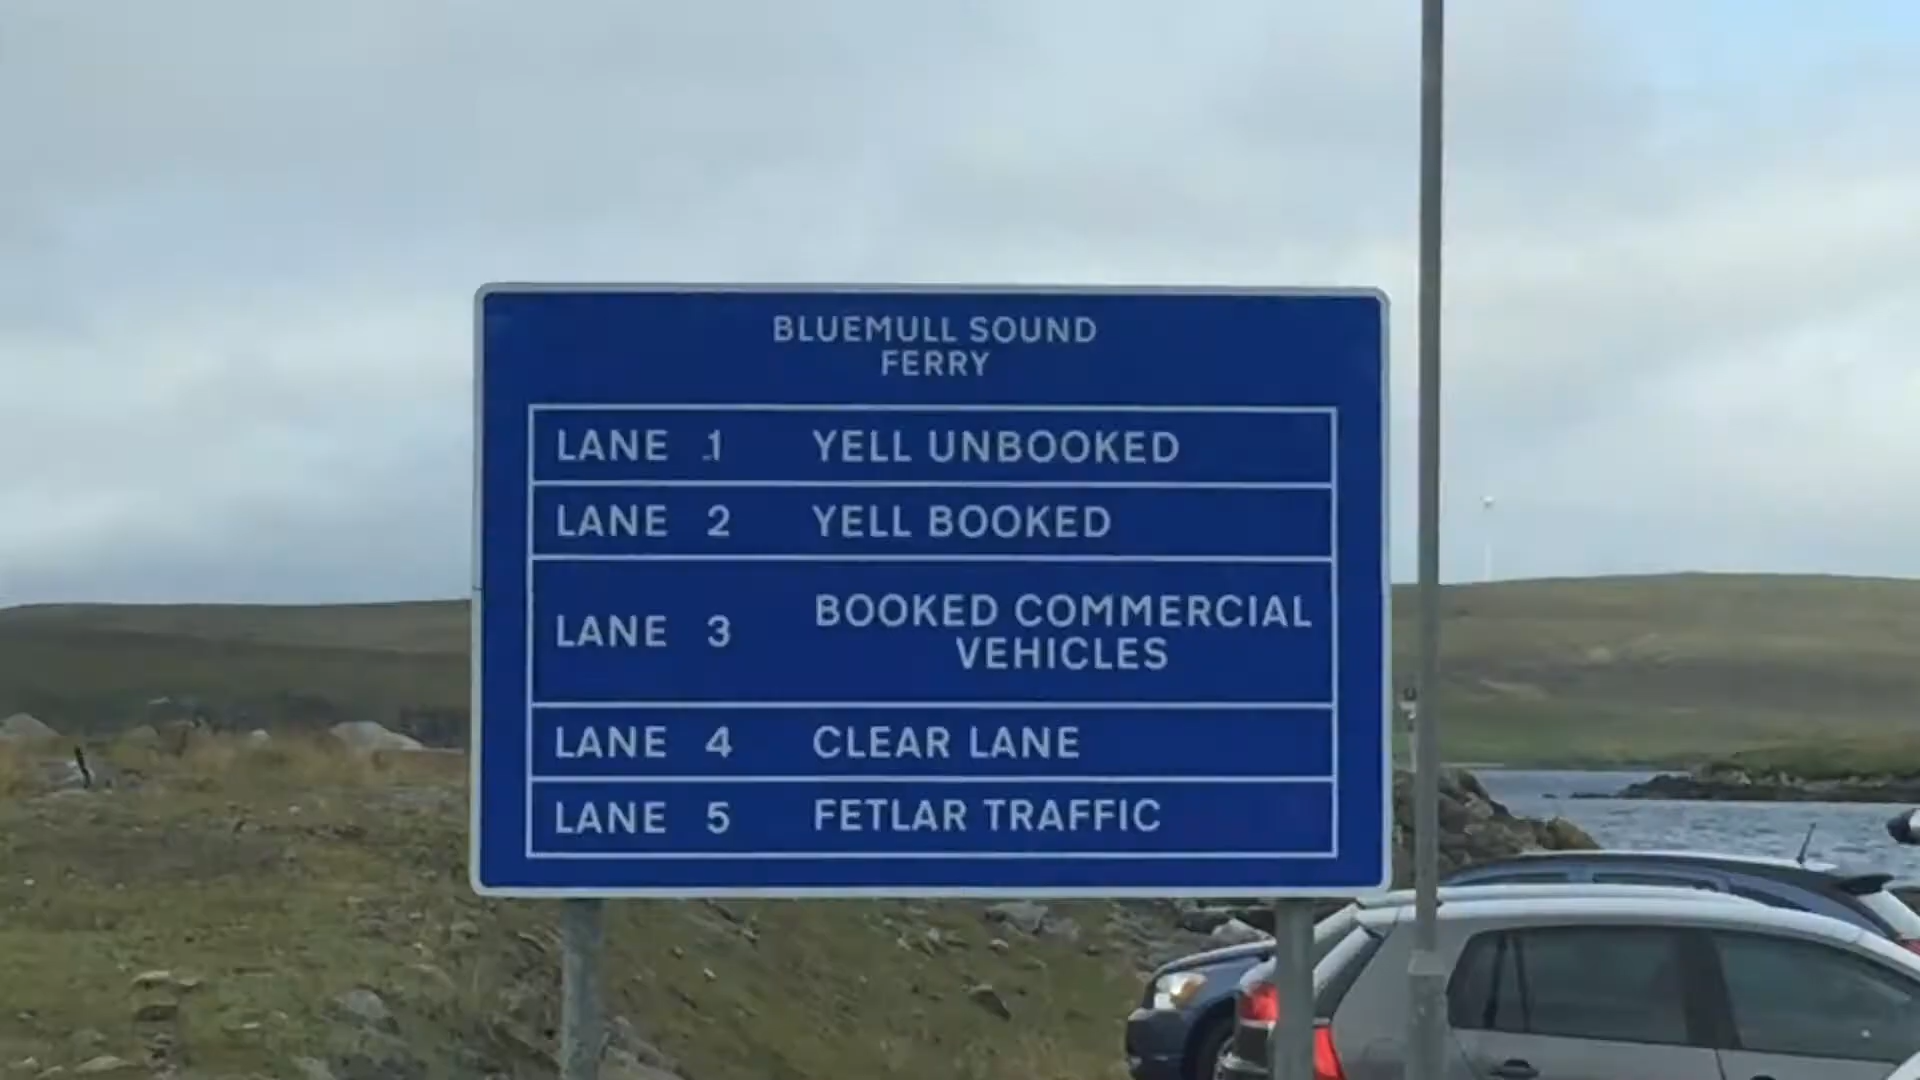 BLUEMULL SOUND
FERRY
LANE 1 YELL UNBOOKED
LANE 2 YELL BOOKED
LANE 3 BOOKED COMMERCIAL
VEHICLES
LANE 4 CLEAR LANE
LANE 5 FETLAR TRAFFIC